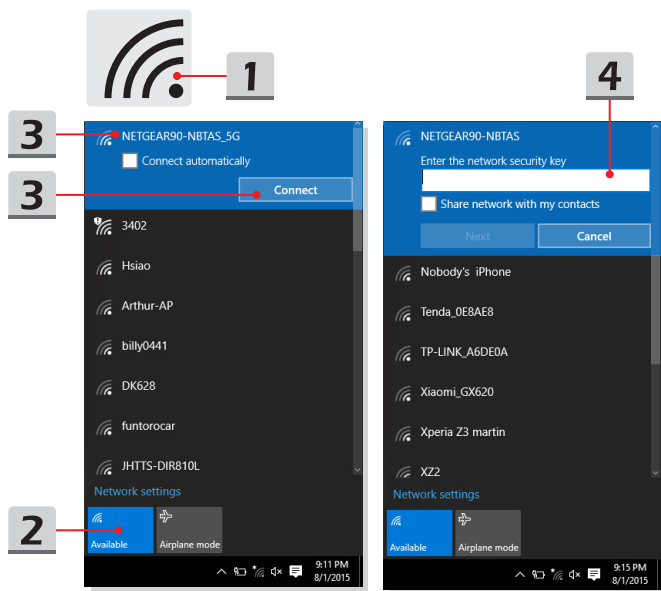 1
4
3
NETGEAR90-NBTAS_5G
Connect automatically
3
Connect
3402
Hsiao
Arthur-AP
billy0441
DK628
funtorocar
JHTTS-DIR810L
Network settings
2
Available
Airplane mode
9:11 PM
8/1/2015
NETGEAR90-NBTAS
Enter the network security key
Share network with my contacts
Next
Cancel
Nobody's iPhone
Tenda_0E8AE8
TP-LINK_A6DE0A
Xiaomi_GX620
Xperia Z3 martin
XZ2
Network settings
Available
Airplane mode
9:15 PM
8/1/2015